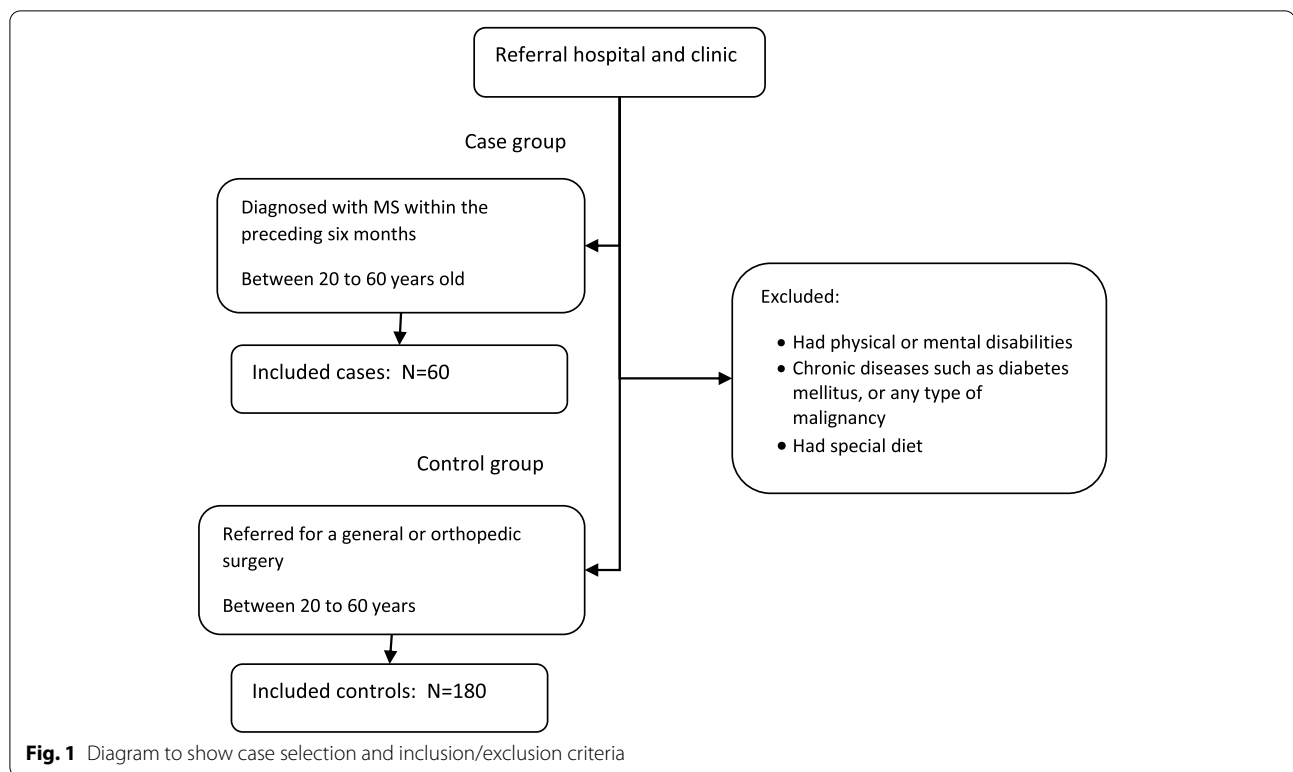 Referral hospital and clinic
Case group
Diagnosed with MS within the
preceding six months
Between 20 to 60 years old
Included cases: N=60
Excluded:
• Had physical or mental disabilities
• Chronic diseases such as diabetes
mellitus, or any type of
malignancy
• Had special diet
Control group
Referred for a general or orthopedic
surgery
Between 20 to 60 years
Included controls: N=180
Fig. 1 Diagram to show case selection and inclusion/exclusion criteria